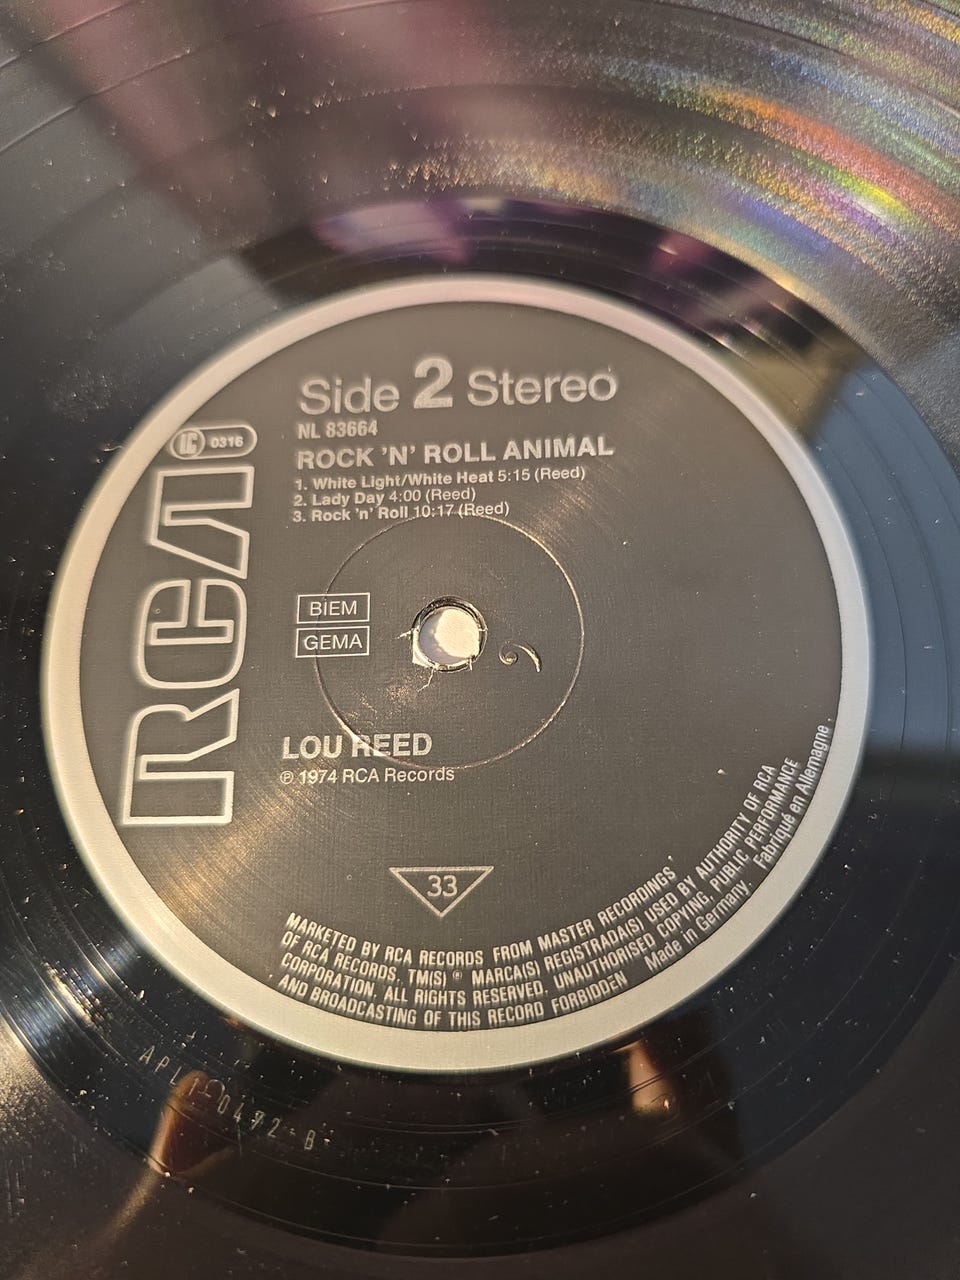 Side 2 Stereo
NL 83664
ROCK 'N' ROLL ANIMAL
1. White Light/White Heat 5:15 (Reed)
2. Lady Day 4:00 (Reed)
3. Rock 'n' Roll 10:17 (Reed)
LC 0316
RCA
BIEM
GEMA
LOU REED
℗ 1974 RCA Records
33
MARKETED BY RCA RECORDS FROM MASTER RECORDINGS
OF RCA RECORDS. TM(S) ® MARCA(S) REGISTRADA(S) USED BY AUTHORITY OF RCA
CORPORATION. ALL RIGHTS RESERVED. UNAUTHORISED COPYING, PUBLIC PERFORMANCE
AND BROADCASTING OF THIS RECORD FORBIDDEN Made in Germany. Fabriqué en Allemagne.
APL1-0472-B-